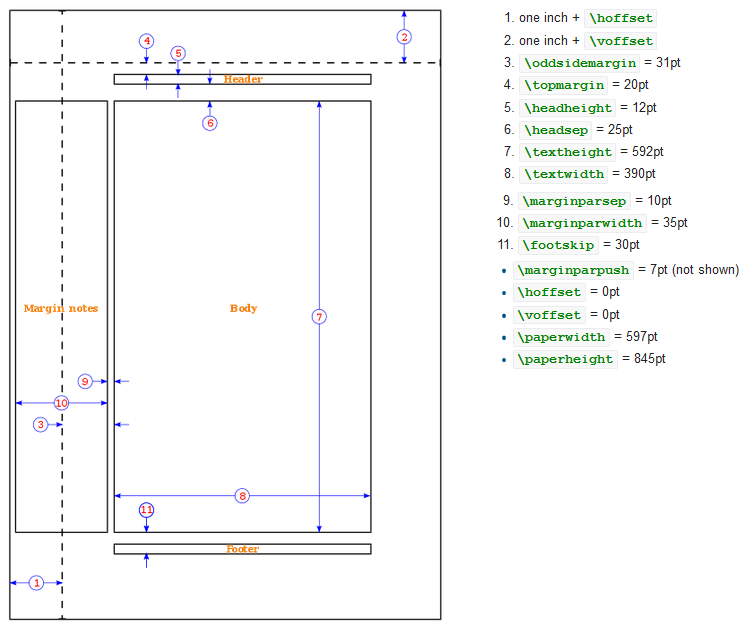 4
5
2
Header
6
Margin notes
Body
7
9
10
3
8
11
Footer
1
1. one inch + \hoffset
2. one inch + \voffset
3. \oddsidemargin = 31pt
4. \topmargin = 20pt
5. \headheight = 12pt
6. \headsep = 25pt
7. \textheight = 592pt
8. \textwidth = 390pt
9. \marginparsep = 10pt
10. \marginparwidth = 35pt
11. \footskip = 30pt
• \marginparpush = 7pt (not shown)
• \hoffset = 0pt
• \voffset = 0pt
• \paperwidth = 597pt
• \paperheight = 845pt